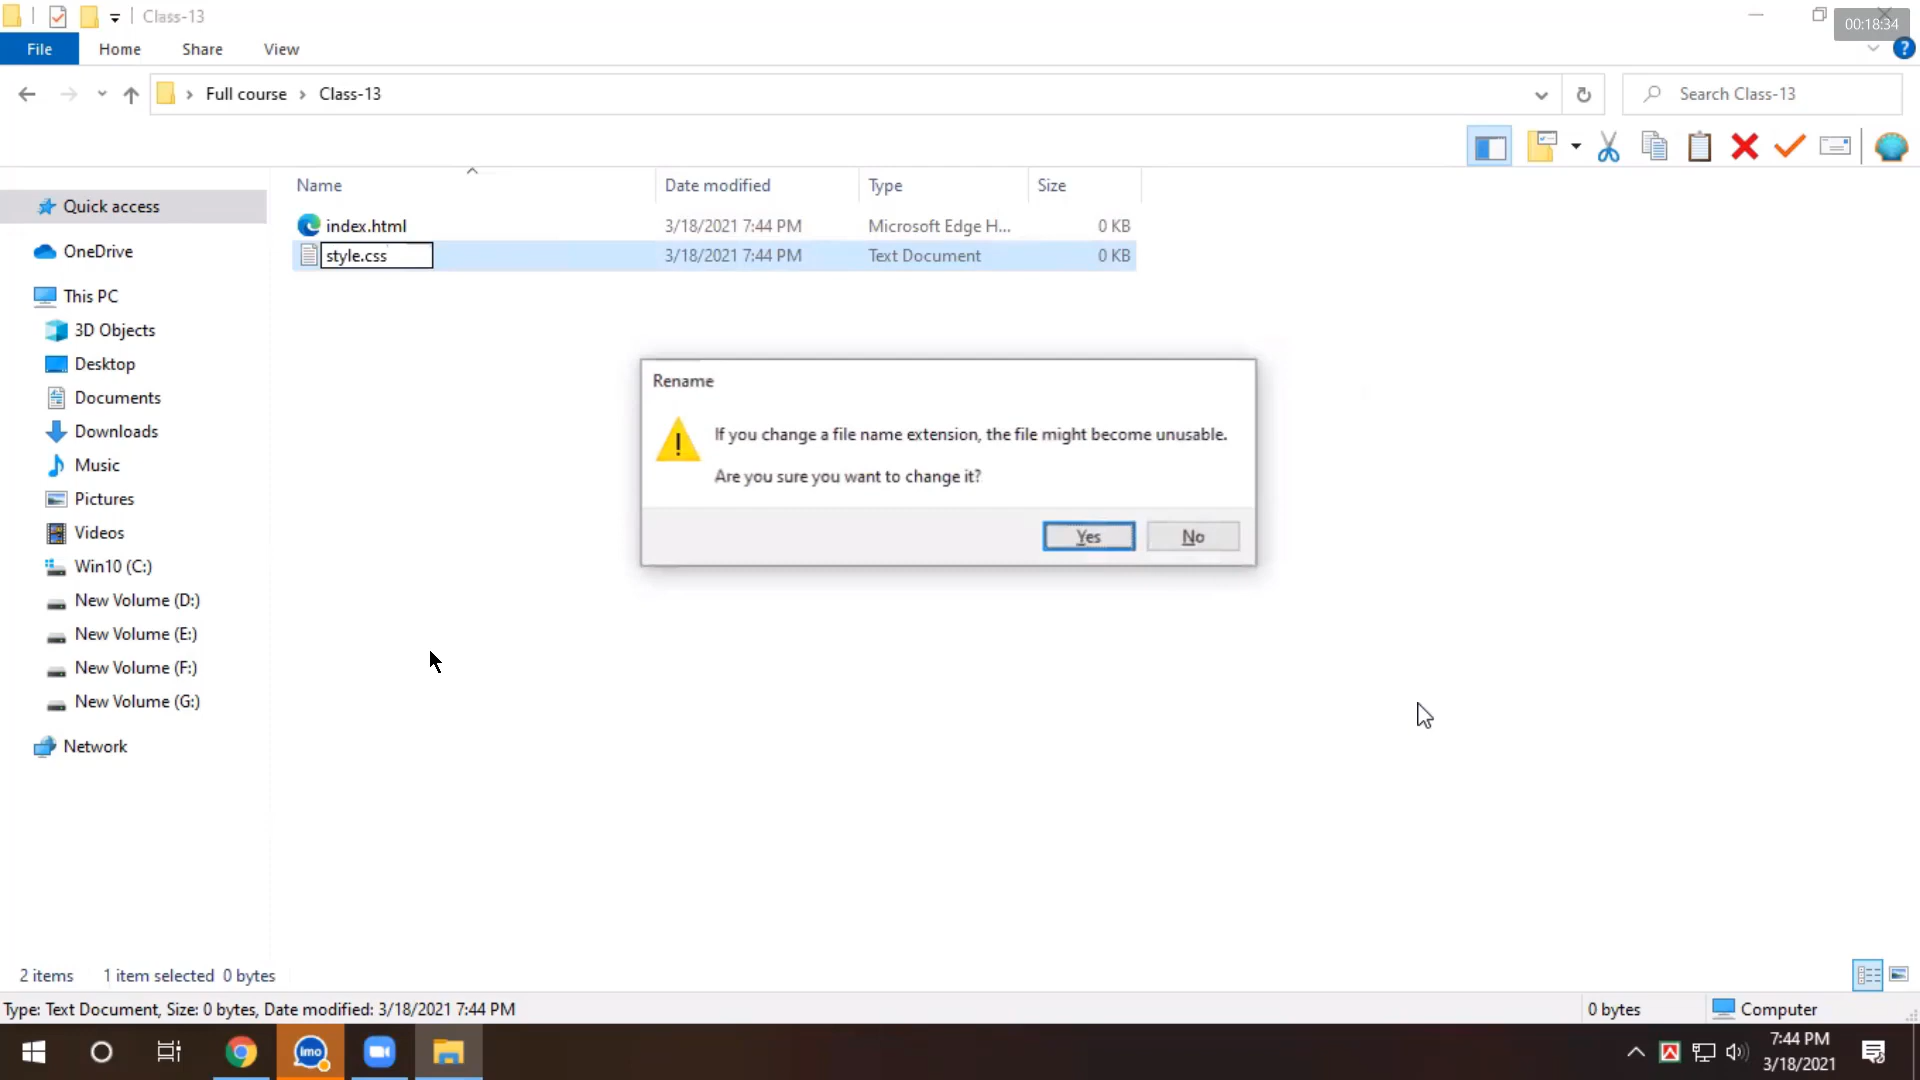 Class-13
00:18:34
File Home Share View
Full course Class-13
Search Class-13
Name Date modified Type Size
Quick access
index.html 3/18/2021 7:44 PM Microsoft Edge H... 0 KB
style.css 3/18/2021 7:44 PM Text Document 0 KB
OneDrive
This PC
3D Objects
Desktop
Documents
Downloads
Music
Pictures
Videos
Win10 (C:)
New Volume (D:)
New Volume (E:)
New Volume (F:)
New Volume (G:)
Network
Rename
If you change a file name extension, the file might become unusable.
Are you sure you want to change it?
Yes No
2 items 1 item selected 0 bytes
Type: Text Document, Size: 0 bytes, Date modified: 3/18/2021 7:44 PM 0 bytes Computer
imo
7:44 PM
3/18/2021